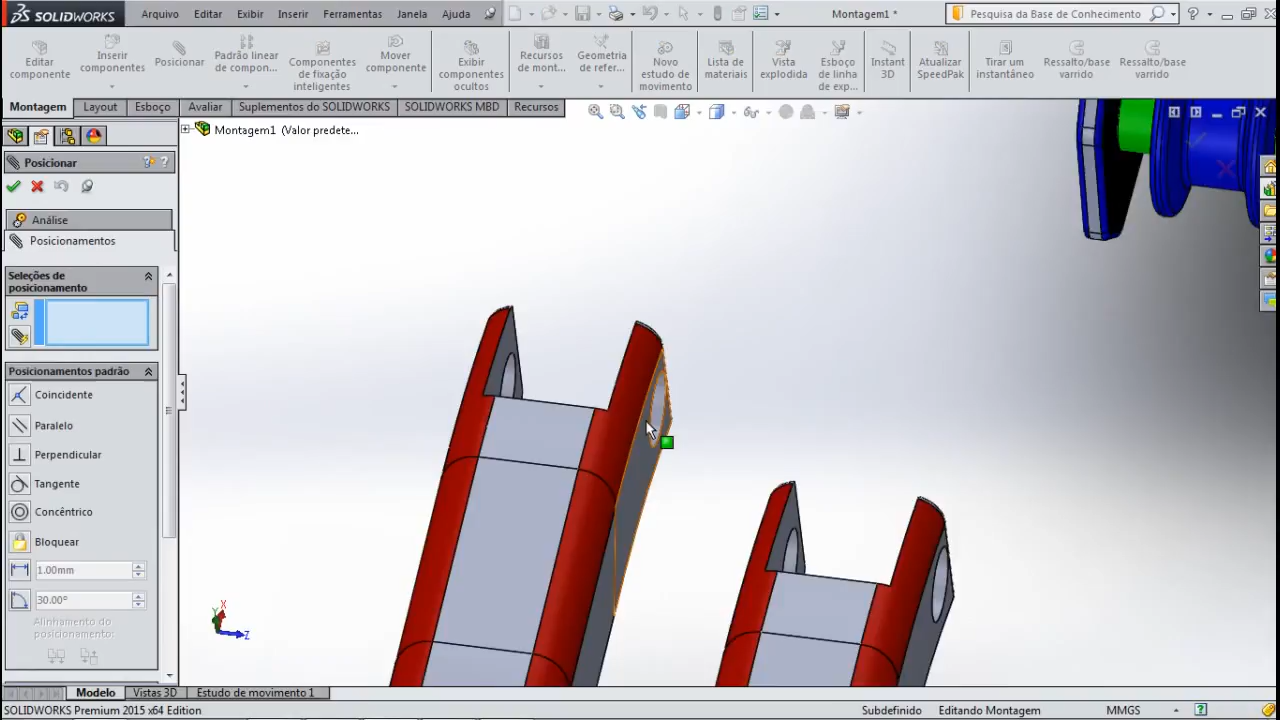 SOLIDWORKS
Arquivo Editar Exibir Inserir Ferramentas Janela Ajuda
Montagem1 *
Pesquisa da Base de Conhecimento
Editar componente
Inserir componentes
Posicionar
Padrão linear de compon...
Componentes de fixação inteligentes
Mover componente
Exibir componentes ocultos
Recursos de mont...
Geometria de refer...
Novo estudo de movimento
Lista de materiais
Vista explodida
Esboço de linha de exp...
Instant 3D
Atualizar SpeedPak
Tirar um instantâneo
Ressalto/base varrido
Ressalto/base varrido
Montagem Layout Esboço Avaliar Suplementos do SOLIDWORKS SOLIDWORKS MBD Recursos
Montagem1 (Valor predete...
Posicionar
Análise
Posicionamentos
Seleções de
posicionamento
Posicionamentos padrão
Coincidente
Paralelo
Perpendicular
Tangente
Concêntrico
Bloquear
1.00mm
30.00°
Alinhamento do
posicionamento:
X
Y
Z
Modelo Vistas 3D Estudo de movimento 1
SOLIDWORKS Premium 2015 x64 Edition
Subdefinido Editando Montagem MMGS